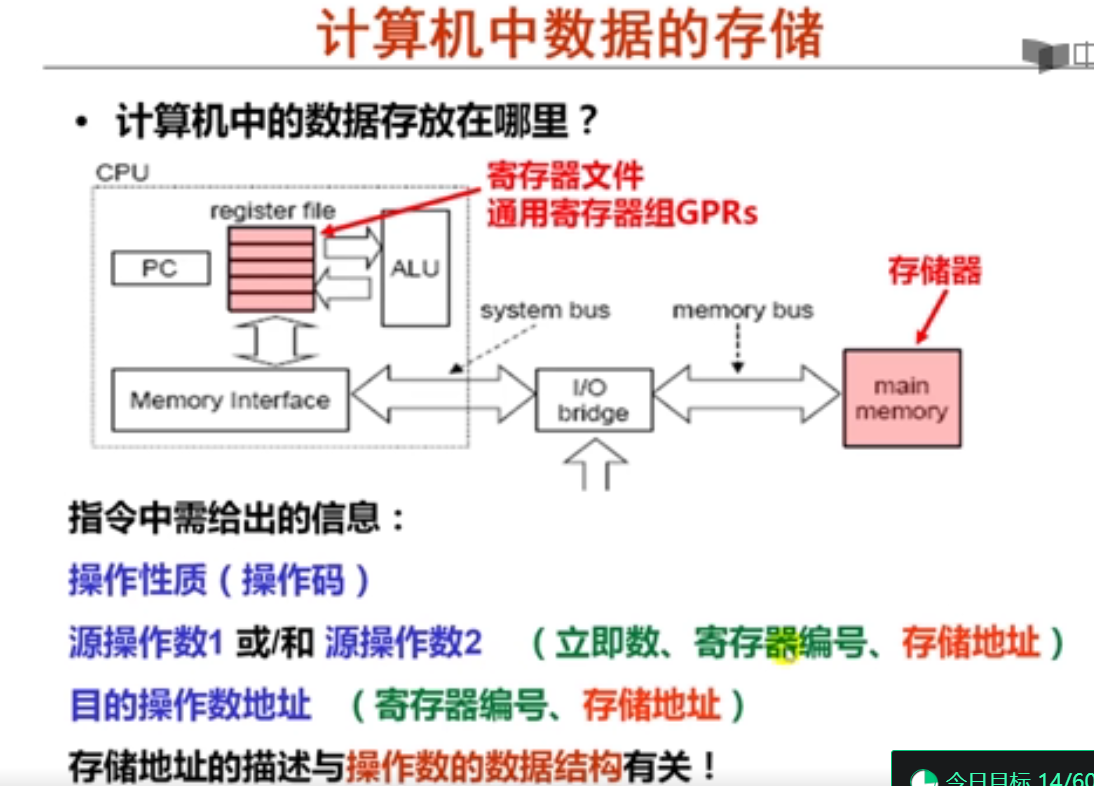 计算机中数据的存储
中
• 计算机中的数据存放在哪里？
CPU
寄存器文件
通用寄存器组GPRs
register file
PC
ALU
存储器
system bus
memory bus
Memory Interface
I/O
bridge
main
memory
指令中需给出的信息：
操作性质（操作码）
源操作数1 或/和 源操作数2 （立即数、寄存器编号、存储地址）
目的操作数地址 （寄存器编号、存储地址）
存储地址的描述与操作数的数据结构有关！
今日目标 14/60